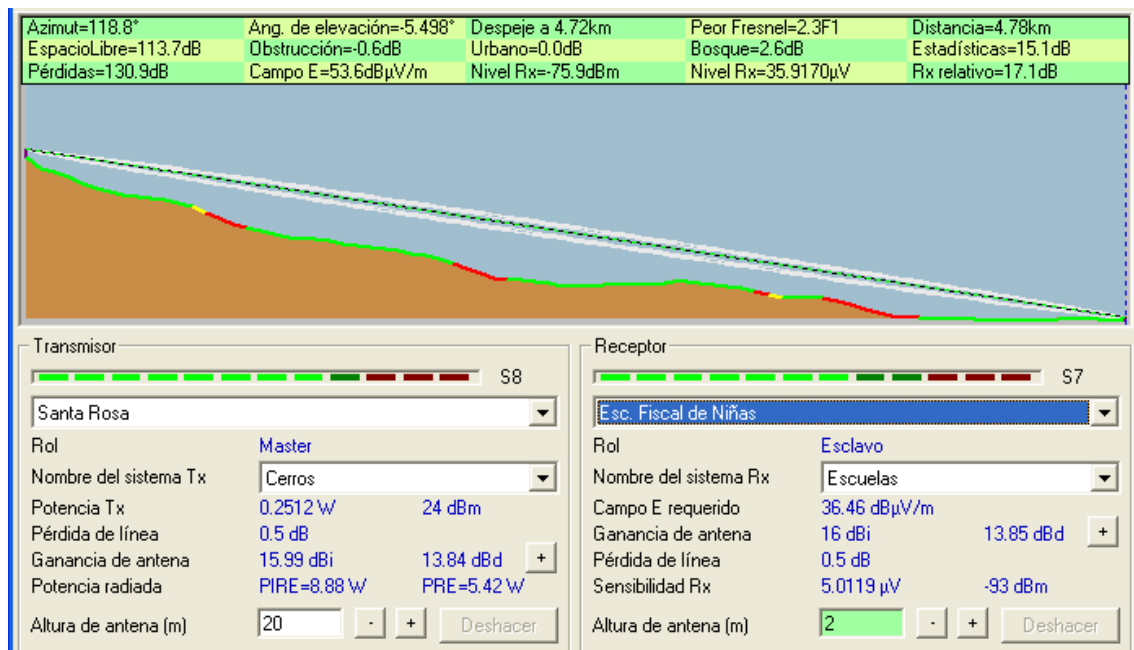 Azimut=118.8° Ang. de elevación=-5.498° Despeje a 4.72km Peor Fresnel=2.3F1 Distancia=4.78km
EspacioLibre=113.7dB Obstrucción=-0.6dB Urbano=0.0dB Bosque=2.6dB Estadísticas=15.1dB
Pérdidas=130.9dB Campo E=53.6dBµV/m Nivel Rx=-75.9dBm Nivel Rx=35.9170µV Rx relativo=17.1dB
Transmisor
S8
Santa Rosa
Rol Master
Nombre del sistema Tx Cerros
Potencia Tx 0.2512 W 24 dBm
Pérdida de línea 0.5 dB
Ganancia de antena 15.99 dBi 13.84 dBd +
Potencia radiada PIRE=8.88 W PRE=5.42 W
Altura de antena (m) 20 - + Deshacer
Receptor
S7
Esc. Fiscal de Niñas
Rol Esclavo
Nombre del sistema Rx Escuelas
Campo E requerido 36.46 dBµV/m
Ganancia de antena 16 dBi 13.85 dBd +
Pérdida de línea 0.5 dB
Sensibilidad Rx 5.0119 µV -93 dBm
Altura de antena (m) 2 - + Deshacer